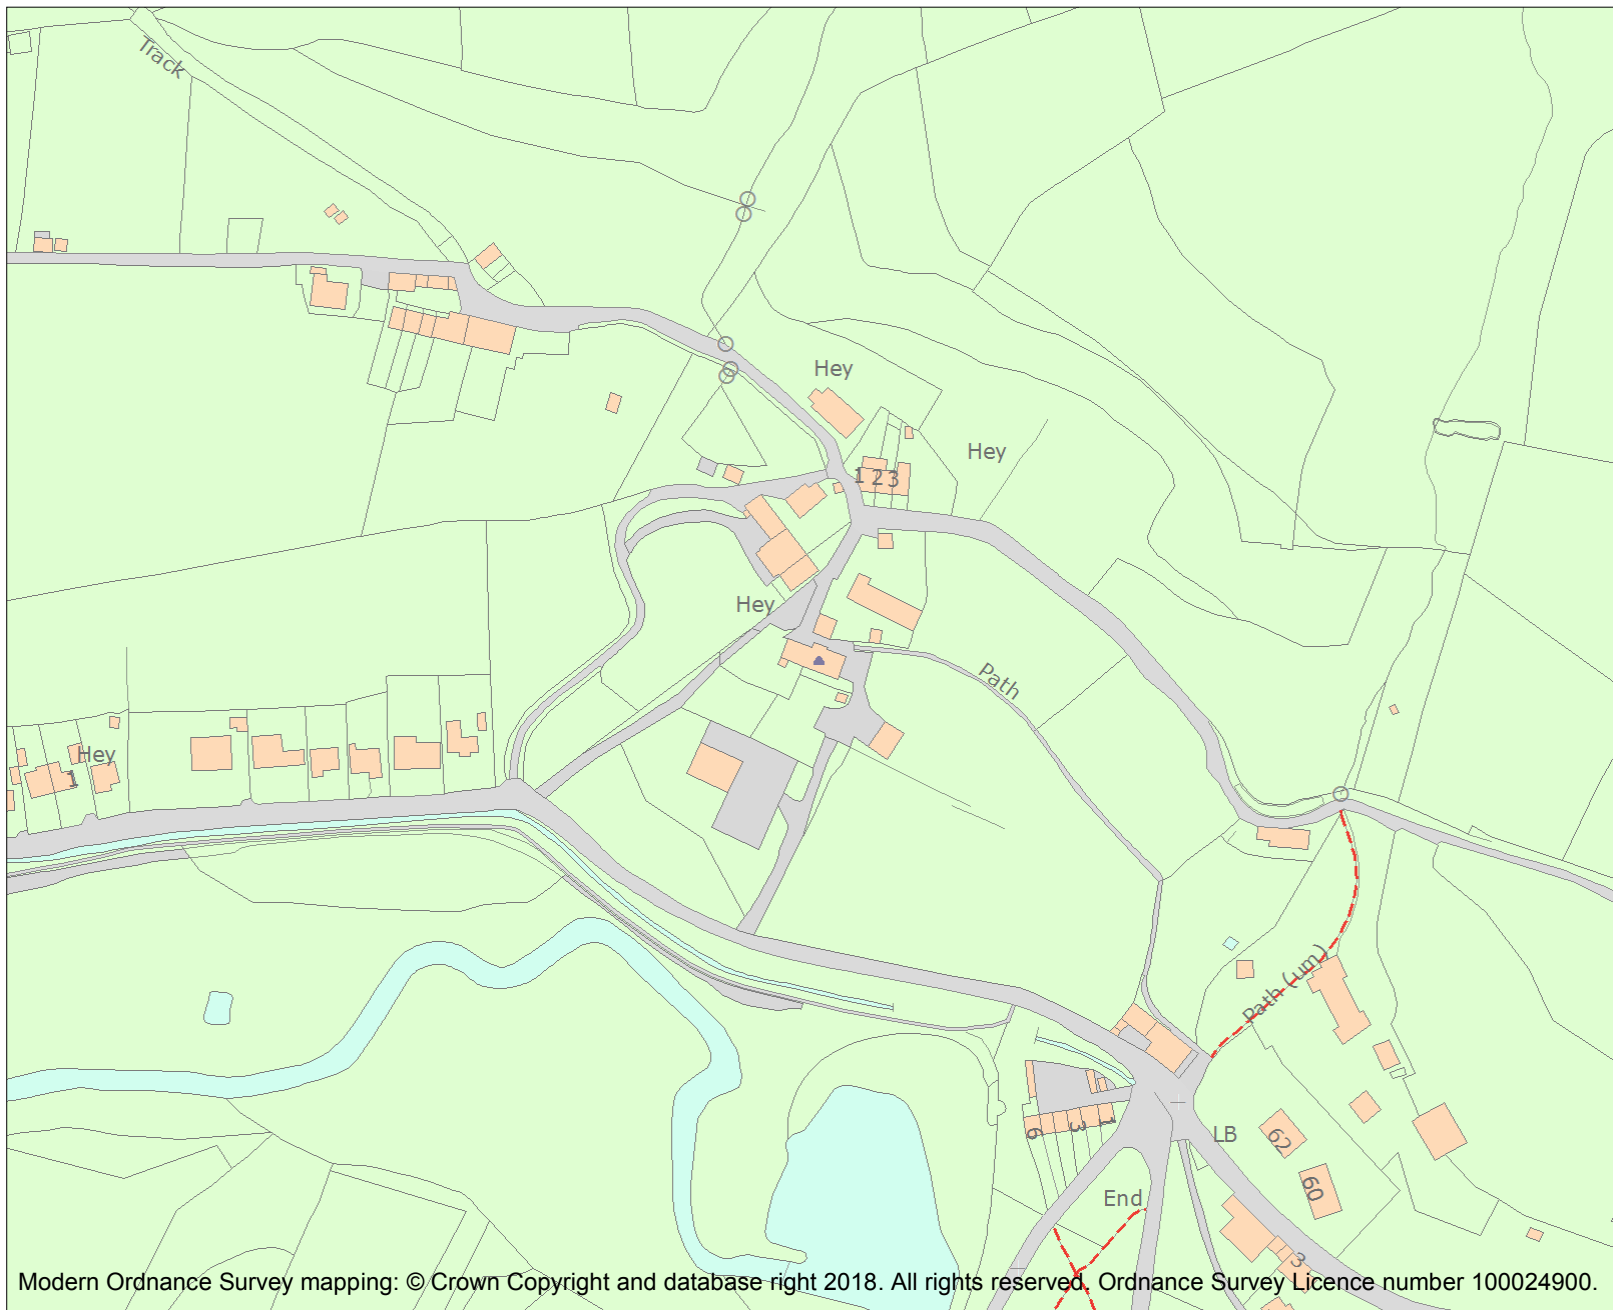 Track
Hey
Hey
1 2 3
Hey
Path
Hey
1
Path (um)
6
3
1
LB
62
60
End
3
Modern Ordnance Survey mapping: © Crown Copyright and database right 2018. All rights reserved. Ordnance Survey Licence number 100024900.